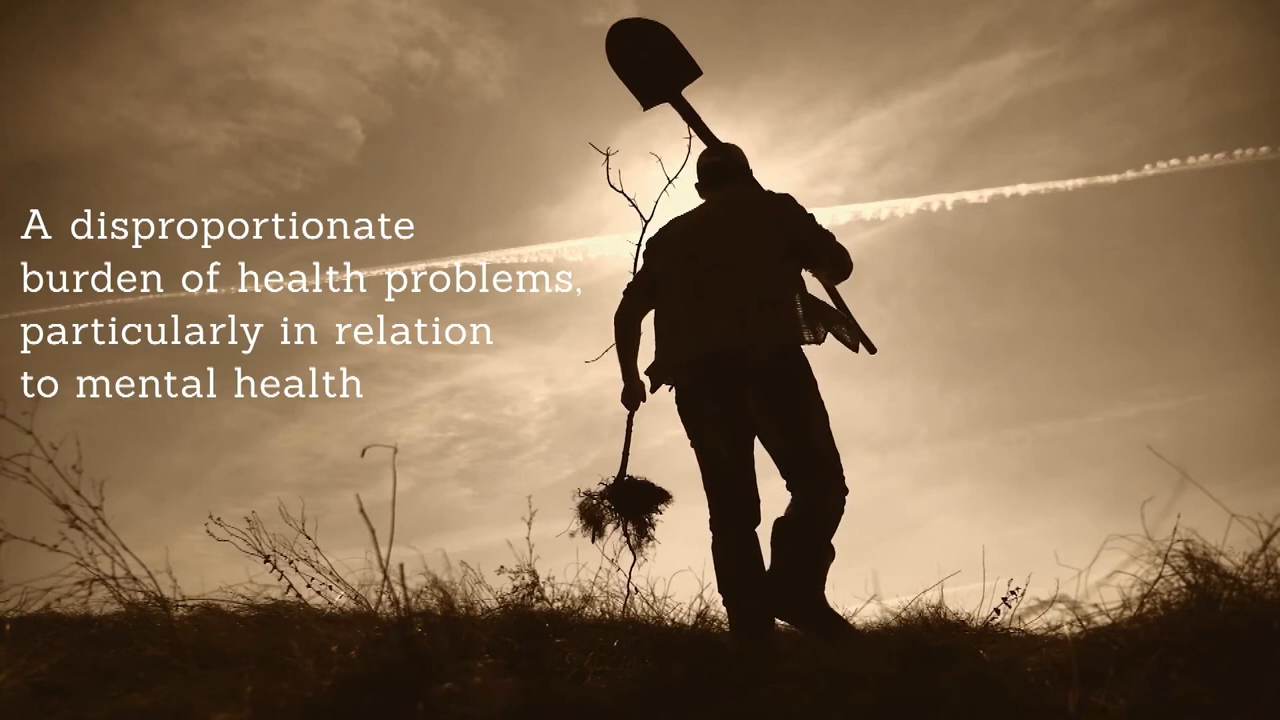 A disproportionate
burden of health problems,
particularly in relation
to mental health